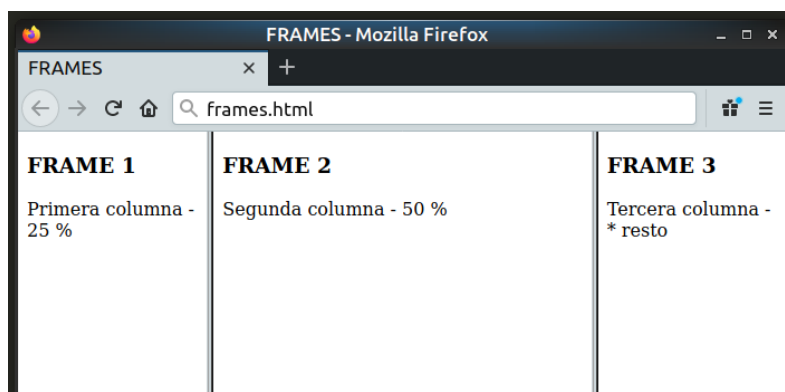 FRAMES - Mozilla Firefox
FRAMES
frames.html
FRAME 1
Primera columna -
25 %
FRAME 2
Segunda columna - 50 %
FRAME 3
Tercera columna -
* resto